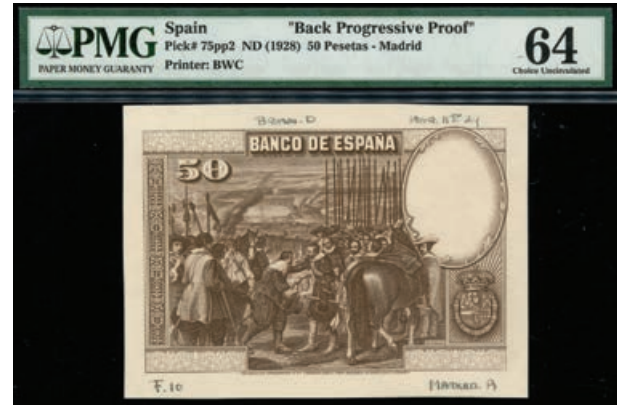 PMG
PAPER MONEY GUARANTY
Spain "Back Progressive Proof"
Pick# 75pp2 ND (1928) 50 Pesetas - Madrid
Printer: BWC
64
Choice Uncirculated
BROWN. D
BANCO DE ESPAÑA
50
F.10